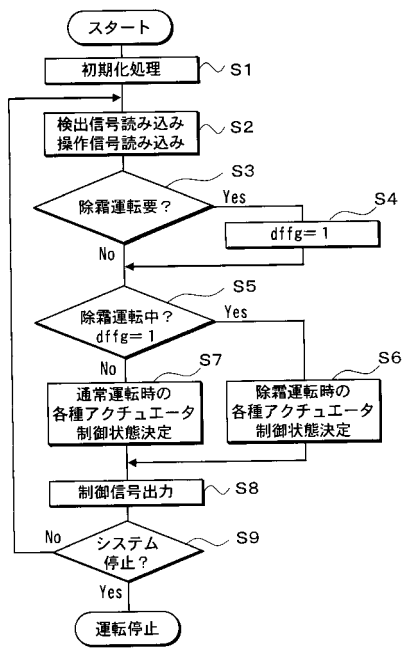 スタート
初期化処理
S1
検出信号読み込み
操作信号読み込み
S2
S3
除霜運転要?
Yes
No
S4
dffg=1
S5
除霜運転中?
dffg=1
Yes
No
S7
通常運転時の
各種アクチュエータ
制御状態決定
S6
除霜運転時の
各種アクチュエータ
制御状態決定
制御信号出力
S8
システム
停止?
S9
No
Yes
運転停止